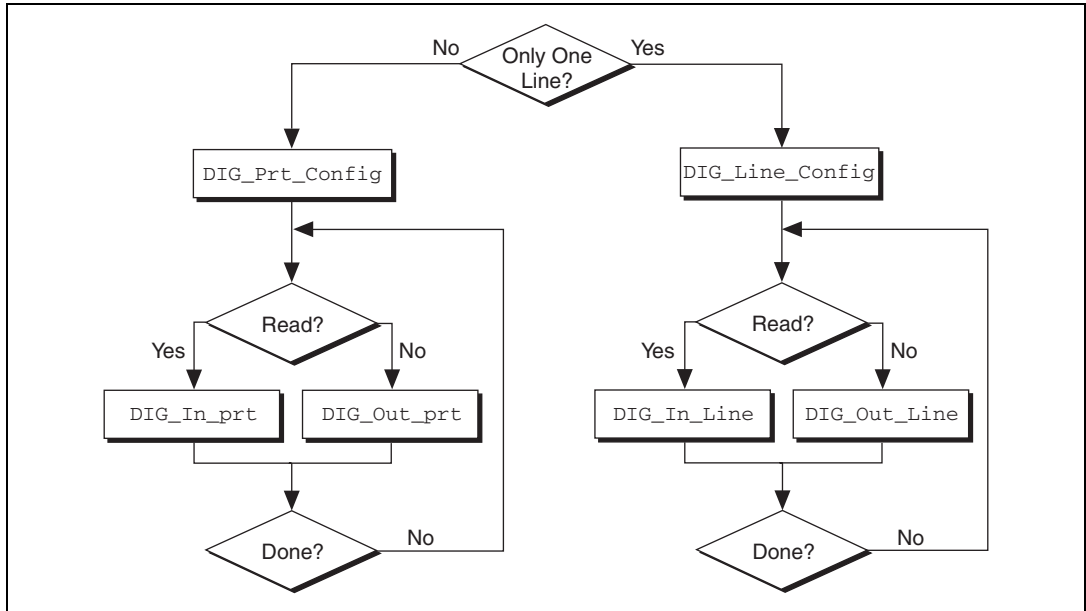 No
Only One
Line?
Yes
DIG_Prt_Config
DIG_Line_Config
Read?
Yes
No
Read?
Yes
No
DIG_In_prt
DIG_Out_prt
DIG_In_Line
DIG_Out_Line
Done?
No
Done?
No